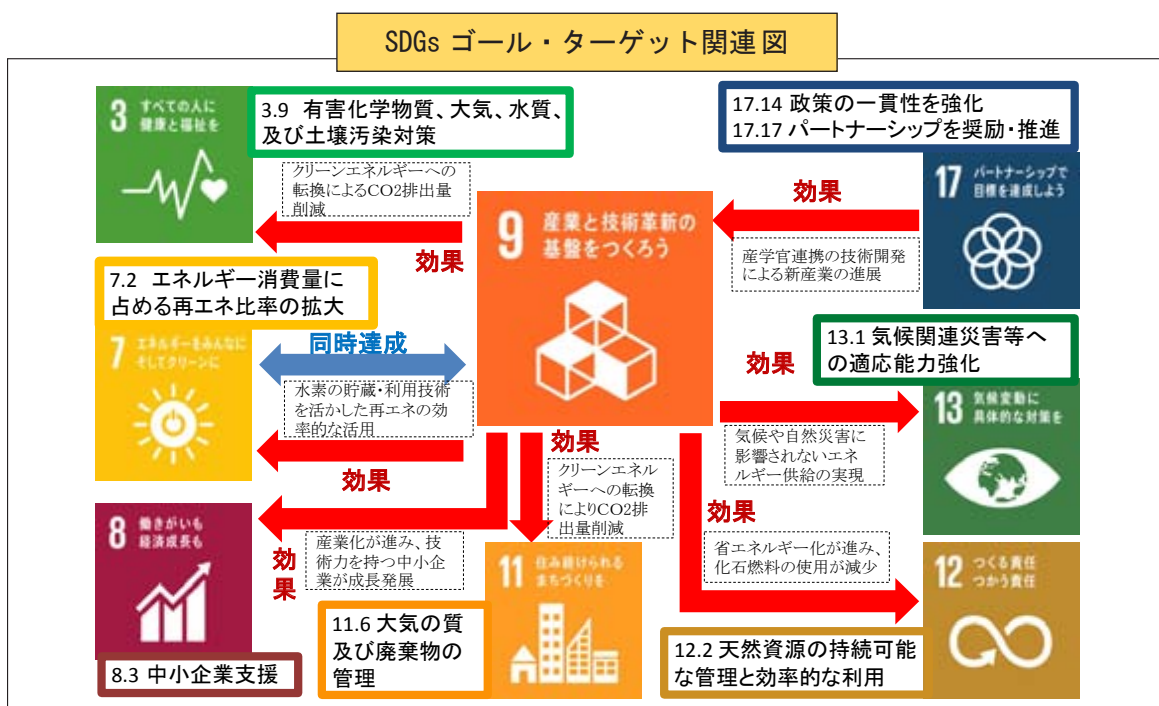 SDGs ゴール・ターゲット関連図
3 すべての人に
健康と福祉を
3.9 有害化学物質、大気、水質、
及び土壌汚染対策
クリーンエネルギーへの
転換によるCO2排出量
削減
効果
17.14 政策の一貫性を強化
17.17 パートナーシップを奨励・推進
17 パートナーシップで
目標を達成しよう
効果
産学官連携の技術開発
による新産業の進展
9 産業と技術革新の
基盤をつくろう
7.2 エネルギー消費量に
占める再エネ比率の拡大
7 エネルギーをみんなに
そしてクリーンに
同時達成
水素の貯蔵・利用技術
を活かした再エネの効
率的な活用
効果
13.1 気候関連災害等へ
の適応能力強化
効果
13 気候変動に
具体的な対策を
気候や自然災害に
影響されないエネ
ルギー供給の実現
8 働きがいも
経済成長も
効果
産業化が進み、技
術力を持つ中小企
業が成長発展
8.3 中小企業支援
効果
クリーンエネル
ギーへの転換
によりCO2排
出量削減
11 住み続けられる
まちづくりを
11.6 大気の質
及び廃棄物の
管理
効果
省エネルギー化が進み、
化石燃料の使用が減少
12 つくる責任
つかう責任
12.2 天然資源の持続可能
な管理と効率的な利用